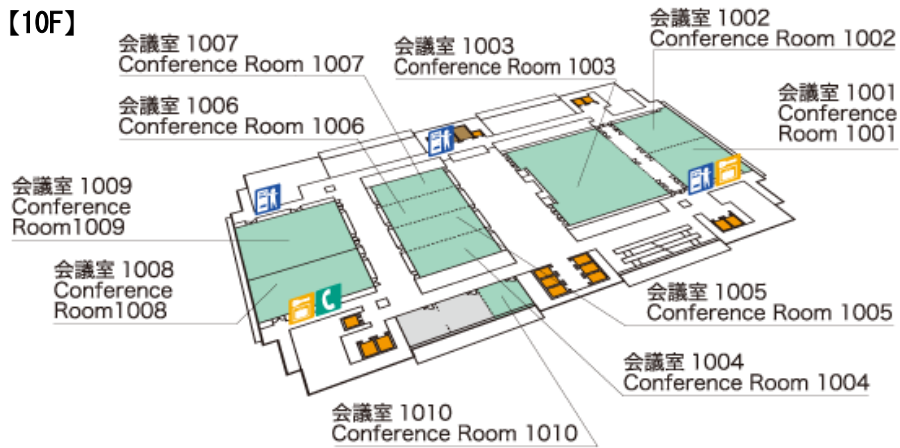 【10F】
会議室 1007
Conference Room 1007
会議室 1003
Conference Room 1003
会議室 1002
Conference Room 1002
会議室 1006
Conference Room 1006
会議室 1001
Conference
Room 1001
会議室 1009
Conference
Room1009
会議室 1008
Conference
Room1008
会議室 1005
Conference Room 1005
会議室 1004
Conference Room 1004
会議室 1010
Conference Room 1010